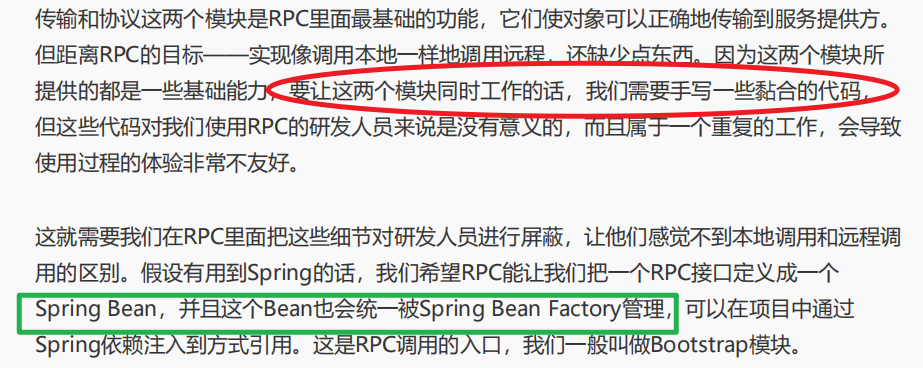 传输和协议这两个模块是RPC里面最基础的功能，它们使对象可以正确地传输到服务提供方。
但距离RPC的目标——实现像调用本地一样地调用远程，还缺少点东西。因为这两个模块所
提供的都是一些基础能力，要让这两个模块同时工作的话，我们需要手写一些黏合的代码，
但这些代码对我们使用RPC的研发人员来说是没有意义的，而且属于一个重复的工作，会导致
使用过程的体验非常不友好。
这就需要我们在RPC里面把这些细节对研发人员进行屏蔽，让他们感觉不到本地调用和远程调
用的区别。假设有用到Spring的话，我们希望RPC能让我们把一个RPC接口定义成一个
Spring Bean，并且这个Bean也会统一被Spring Bean Factory管理，可以在项目中通过
Spring依赖注入到方式引用。这是RPC调用的入口，我们一般叫做Bootstrap模块。